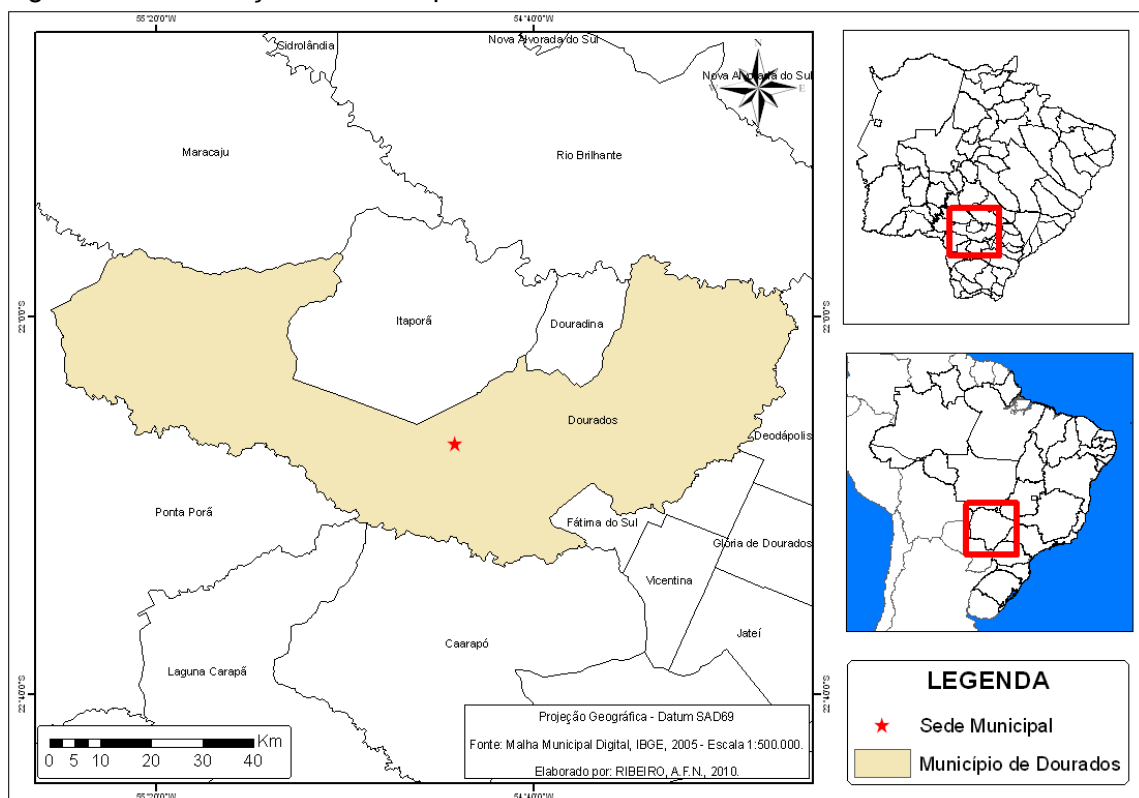 55°20'0"W
54°40'0"W
Sidrolândia
Nova Alvorada do Sul
N
Nova Alvorada do Sul
E
Maracaju
Rio Brilhante
22°0'0"S
22°0'0"S
Itaporã
Douradina
Dourados
Deodápolis
Ponta Porã
Fátima do Sul
Glória de Dourados
Vicentina
Jateí
Caarapó
Laguna Carapã
22°40'0"S
22°40'0"S
Projeção Geográfica - Datum SAD69
Fonte: Malha Municipal Digital, IBGE, 2005 - Escala 1:500.000.
Elaborado por: RIBEIRO, A.F.N., 2010.
Km
0 5 10 20 30 40
55°20'0"W
54°40'0"W
LEGENDA
Sede Municipal
Município de Dourados